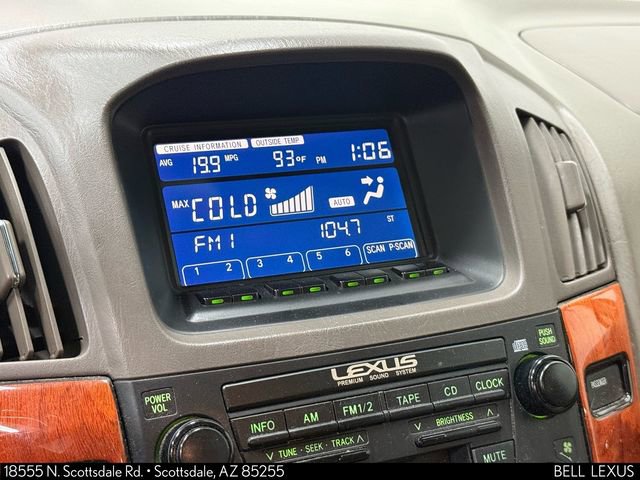 CRUISE INFORMATION OUTSIDE TEMP
AVG 19.9 MPG 93°F PM 1:06
MAX COLD AUTO
FM1 104.7 ST
1 2 3 4 5 6 SCAN P·SCAN
LEXUS
PREMIUM SOUND SYSTEM
PUSH SOUND
POWER VOL
INFO AM FM1/2 TAPE CD CLOCK
PASSENGER
∨ BRIGHTNESS ∧
∨ TUNE · SEEK · TRACK ∧
MUTE
18555 N. Scottsdale Rd. • Scottsdale, AZ 85255 BELL LEXUS